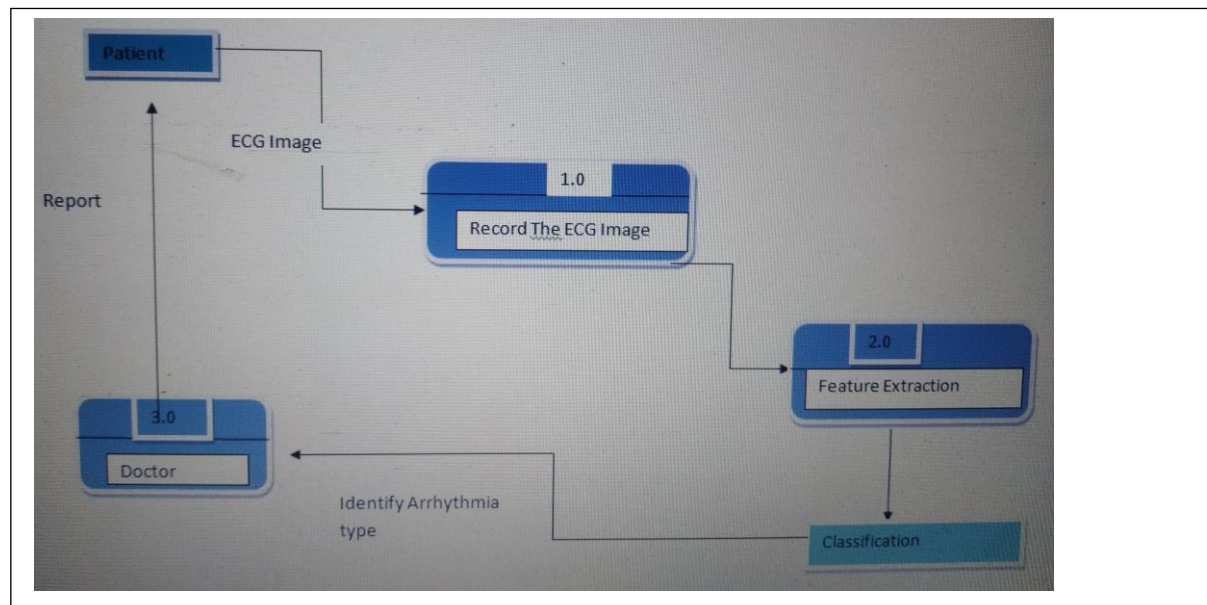 Patient
ECG Image
1.0
Report
Record The ECG Image
2.0
Feature Extraction
3.0
Doctor
Identify Arrhythmia
type
Classification